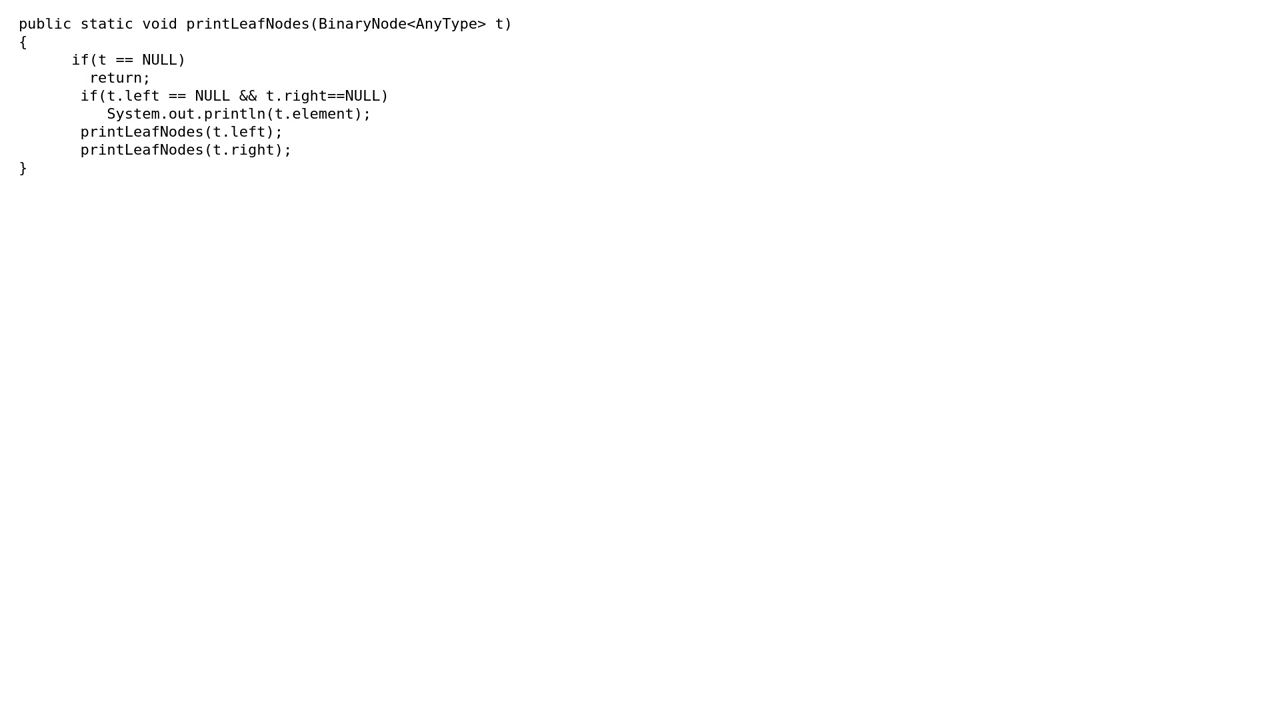 public static void printLeafNodes(BinaryNode<AnyType> t)
{
      if(t == NULL)
        return;
       if(t.left == NULL && t.right==NULL)
          System.out.println(t.element);
       printLeafNodes(t.left);
       printLeafNodes(t.right);
}